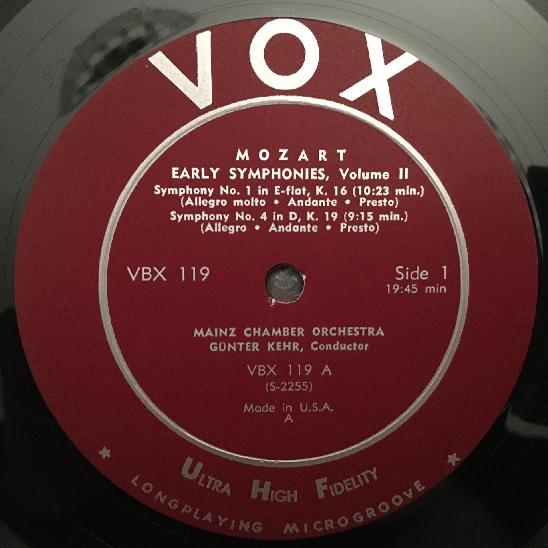 VOX
MOZART
EARLY SYMPHONIES, Volume II
Symphony No. 1 in E-flat, K. 16 (10:23 min.)
(Allegro molto • Andante • Presto)
Symphony No. 4 in D, K. 19 (9:15 min.)
(Allegro • Andante • Presto)
VBX 119
Side 1
19:45 min
MAINZ CHAMBER ORCHESTRA
GÜNTER KEHR, Conductor
VBX 119 A
(S-2255)
Made in U.S.A.
A
ULTRA HIGH FIDELITY
LONGPLAYING MICROGROOVE